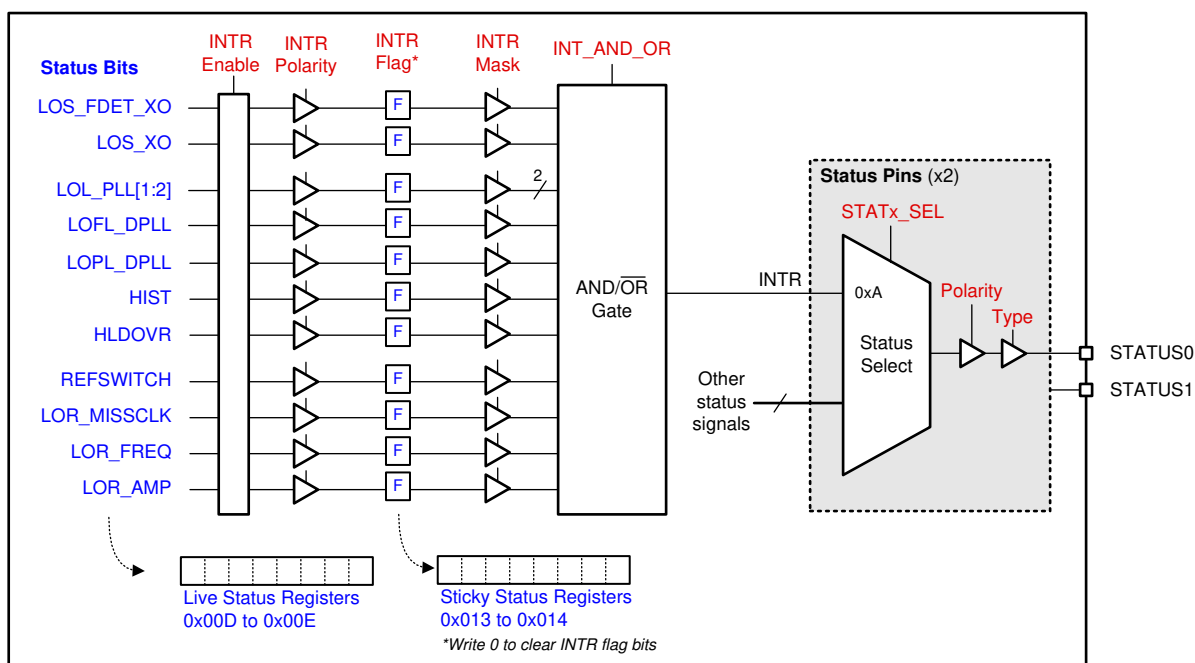 INTR
Enable
INTR
Polarity
INTR
Flag*
INTR
Mask
INT_AND_OR
Status Bits
LOS_FDET_XO
LOS_XO
LOL_PLL[1:2]
LOFL_DPLL
LOPL_DPLL
HIST
HLDOVR
REFSWITCH
LOR_MISSCLK
LOR_FREQ
LOR_AMP
F
F
F
F
F
F
F
F
F
F
F
2
AND/OR
Gate
INTR
Status Pins (x2)
STATx_SEL
0xA
Status
Select
Polarity
Type
Other
status
signals
STATUS0
STATUS1
Live Status Registers
0x00D to 0x00E
Sticky Status Registers
0x013 to 0x014
*Write 0 to clear INTR flag bits